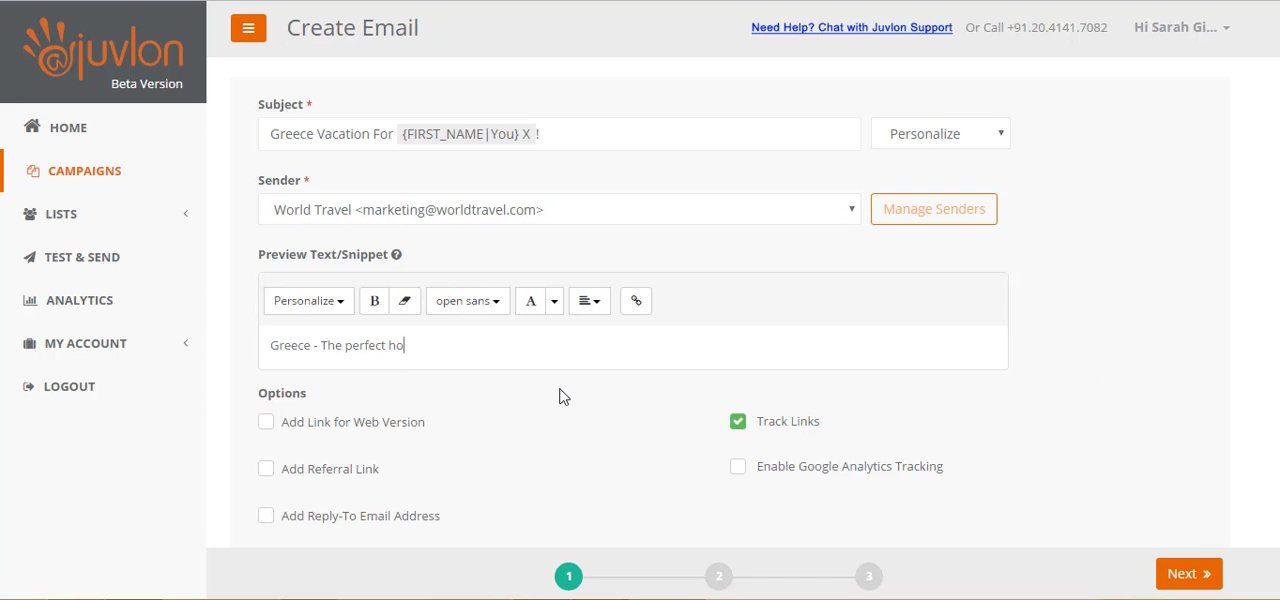 juvlon
Beta Version
Create Email
Need Help? Chat with Juvlon Support
Or Call +91.20.4141.7082
Hi Sarah Gi...
HOME
CAMPAIGNS
LISTS
TEST & SEND
ANALYTICS
MY ACCOUNT
LOGOUT
Subject *
Greece Vacation For {FIRST_NAME|You} X !
Personalize
Sender *
World Travel <marketing@worldtravel.com>
Manage Senders
Preview Text/Snippet ?
Personalize B open sans A
Greece - The perfect ho
Options
Add Link for Web Version
Track Links
Add Referral Link
Enable Google Analytics Tracking
Add Reply-To Email Address
1 2 3
Next »